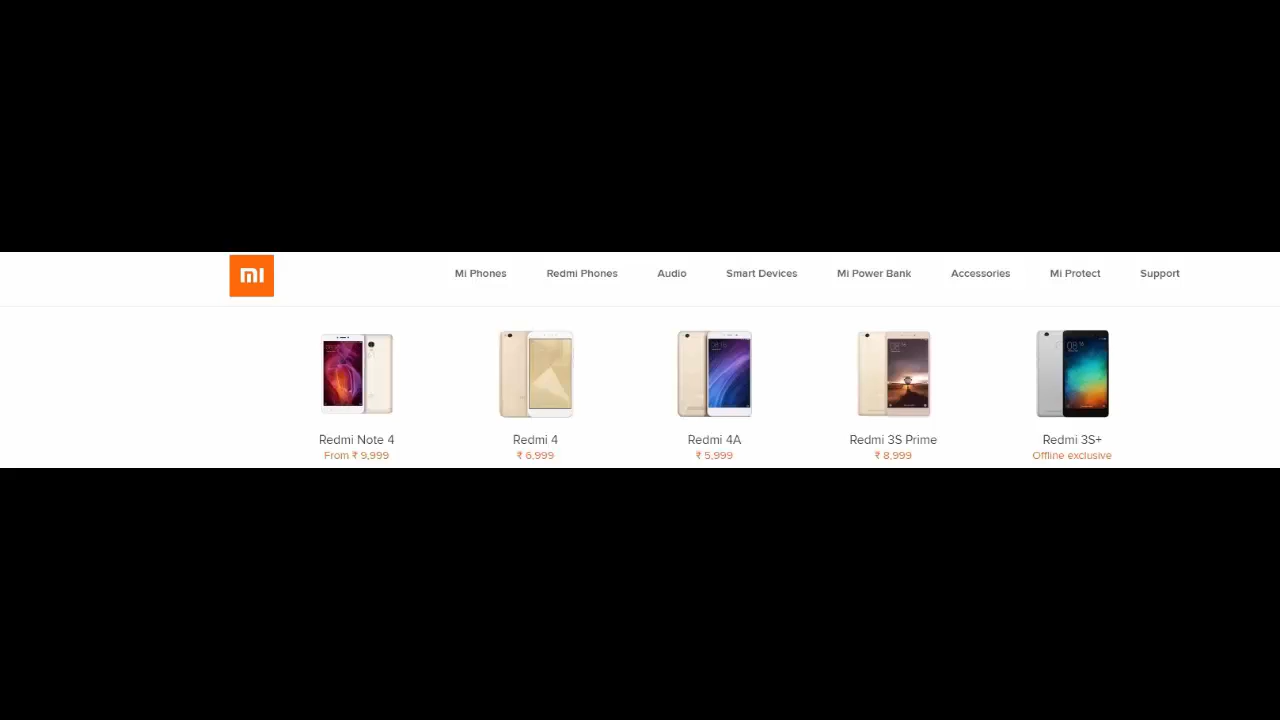 MI
Mi Phones Redmi Phones Audio Smart Devices Mi Power Bank Accessories Mi Protect Support
Redmi Note 4 Redmi 4 Redmi 4A Redmi 3S Prime Redmi 3S+
From ₹ 9,999 ₹ 6,999 ₹ 5,999 ₹ 8,999 Offline exclusive